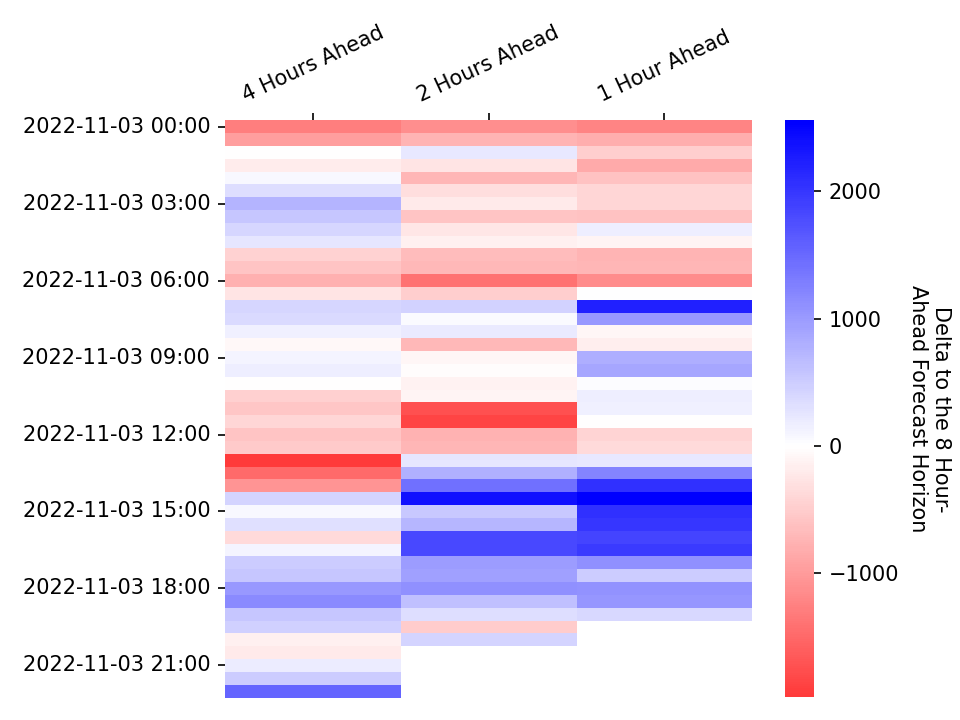 4 Hours Ahead
2 Hours Ahead
1 Hour Ahead
2022-11-03 00:00
2022-11-03 03:00
2022-11-03 06:00
2022-11-03 09:00
2022-11-03 12:00
2022-11-03 15:00
2022-11-03 18:00
2022-11-03 21:00
2000
1000
0
−1000
Delta to the 8 Hour-
Ahead Forecast Horizon